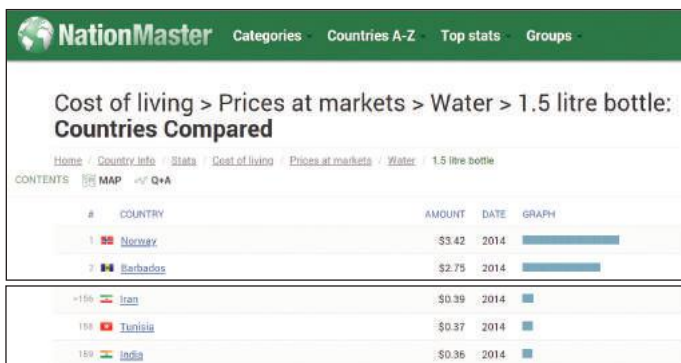 NationMaster Categories Countries A-Z Top stats Groups
Cost of living > Prices at markets > Water > 1.5 litre bottle:
Countries Compared
Home / Country Info / Stats / Cost of living / Prices at markets / Water / 1.5 litre bottle
CONTENTS MAP Q+A
# COUNTRY AMOUNT DATE GRAPH
1 Norway $3.42 2014
2 Barbados $2.75 2014
=156 Iran $0.39 2014
158 Tunisia $0.37 2014
159 India $0.36 2014